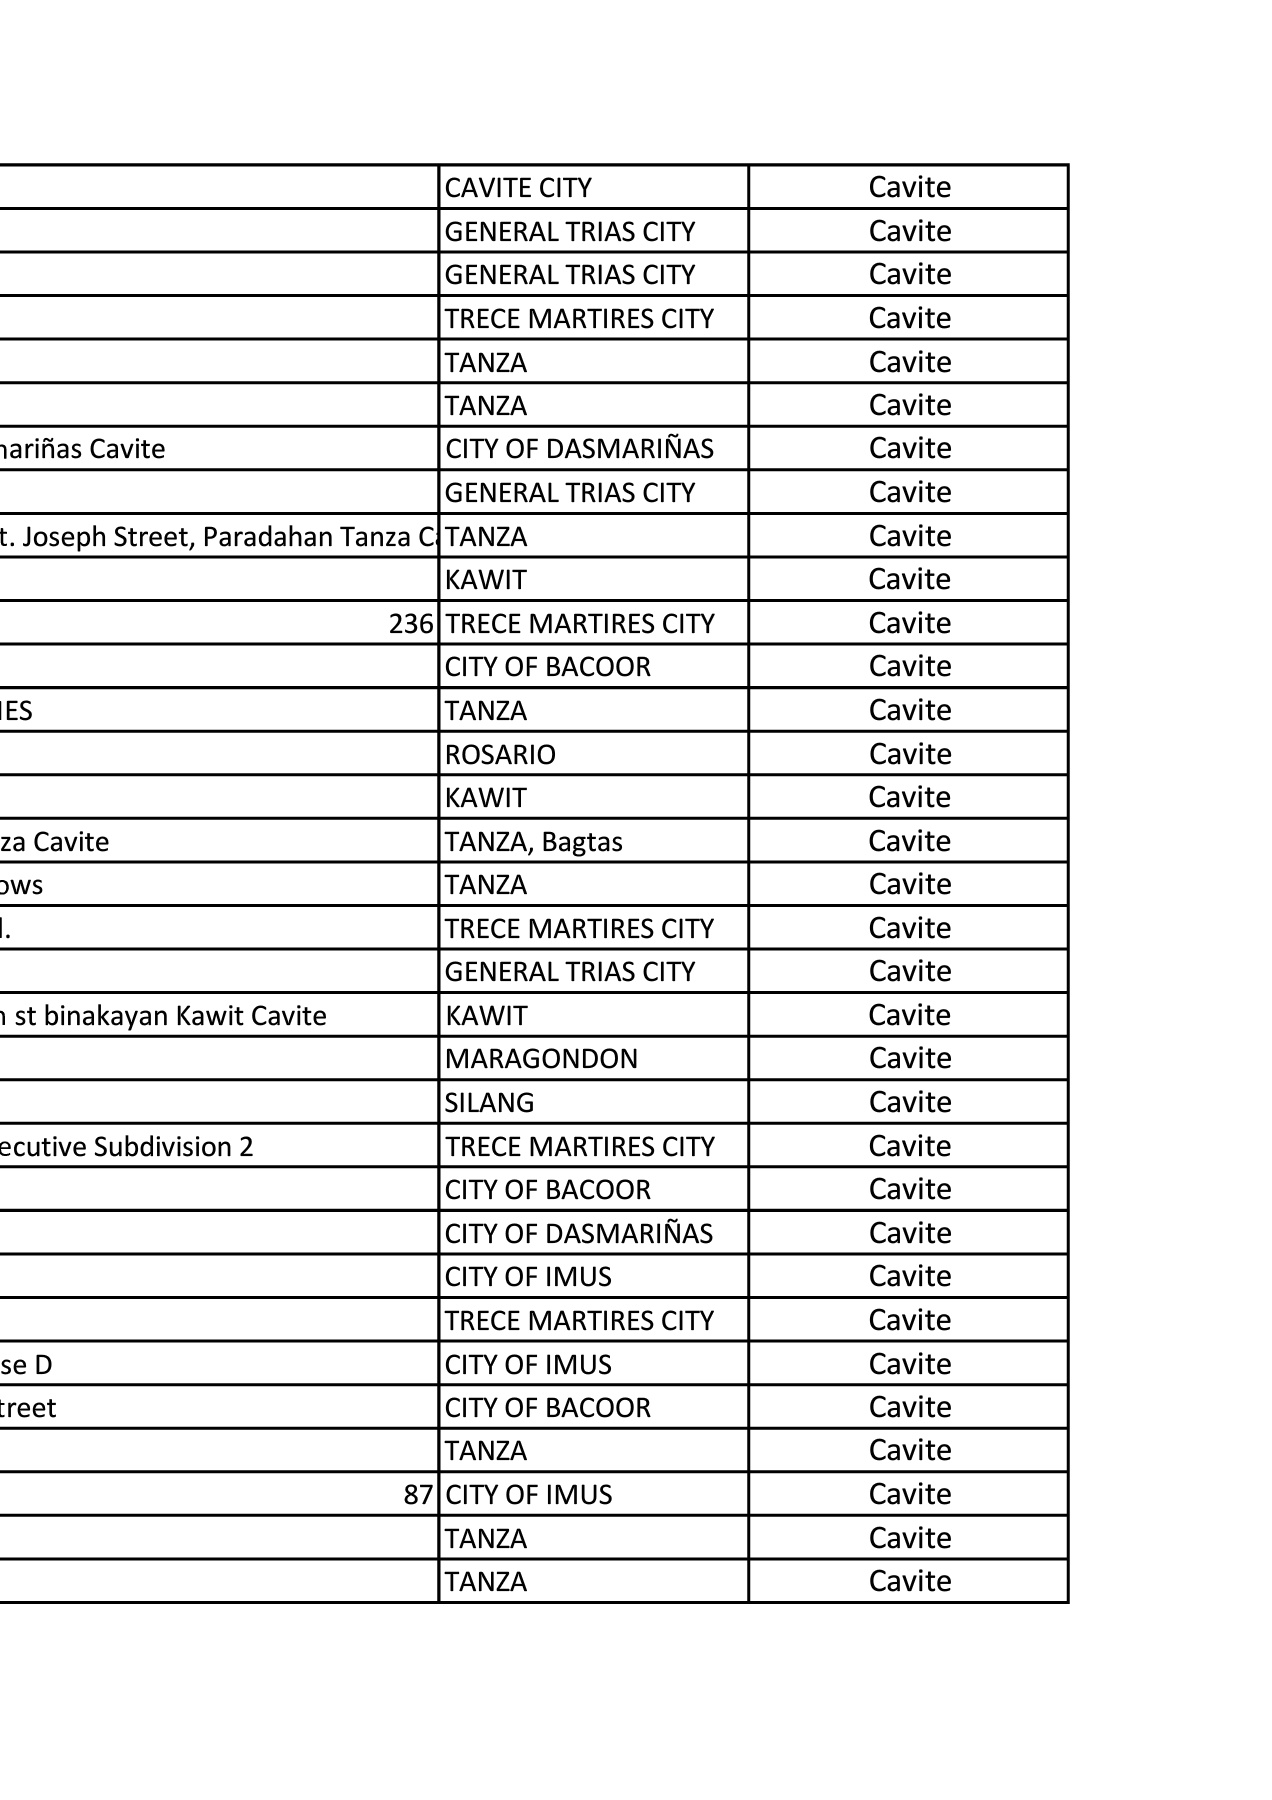 CAVITE CITY Cavite
GENERAL TRIAS CITY Cavite
GENERAL TRIAS CITY Cavite
TRECE MARTIRES CITY Cavite
TANZA Cavite
TANZA Cavite
nariñas Cavite CITY OF DASMARIÑAS Cavite
GENERAL TRIAS CITY Cavite
t. Joseph Street, Paradahan Tanza Ca TANZA Cavite
KAWIT Cavite
236 TRECE MARTIRES CITY Cavite
CITY OF BACOOR Cavite
IES TANZA Cavite
ROSARIO Cavite
KAWIT Cavite
za Cavite TANZA, Bagtas Cavite
ows TANZA Cavite
l. TRECE MARTIRES CITY Cavite
GENERAL TRIAS CITY Cavite
n st binakayan Kawit Cavite KAWIT Cavite
MARAGONDON Cavite
SILANG Cavite
ecutive Subdivision 2 TRECE MARTIRES CITY Cavite
CITY OF BACOOR Cavite
CITY OF DASMARIÑAS Cavite
CITY OF IMUS Cavite
TRECE MARTIRES CITY Cavite
se D CITY OF IMUS Cavite
treet CITY OF BACOOR Cavite
TANZA Cavite
87 CITY OF IMUS Cavite
TANZA Cavite
TANZA Cavite